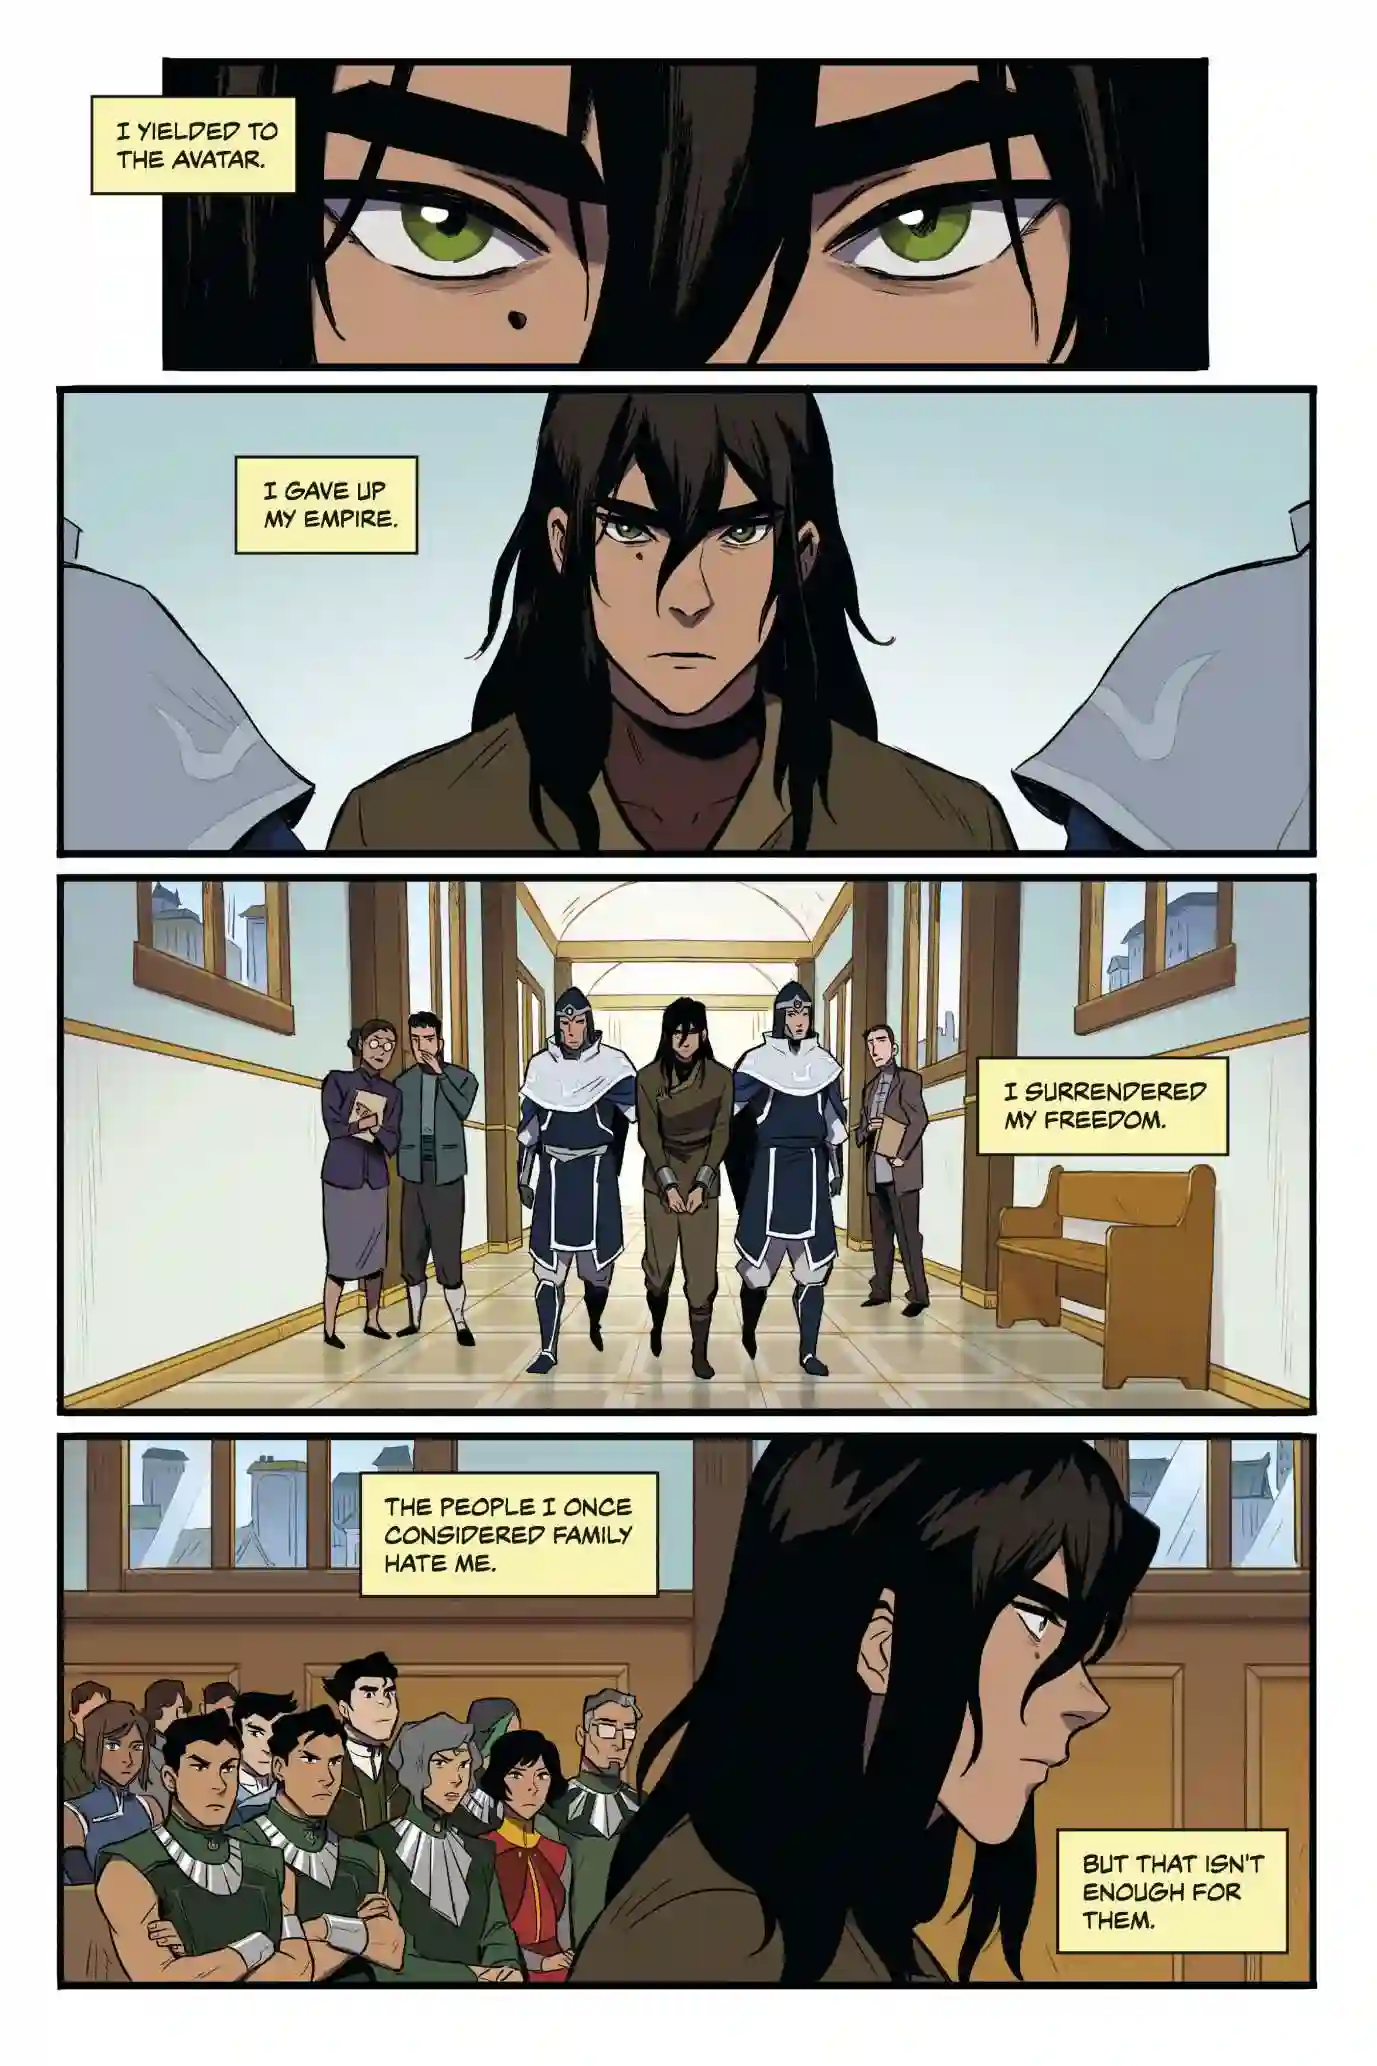 I YIELDED TO
THE AVATAR.
I GAVE UP
MY EMPIRE.
I SURRENDERED
MY FREEDOM.
THE PEOPLE I ONCE
CONSIDERED FAMILY
HATE ME.
BUT THAT ISN'T
ENOUGH FOR
THEM.